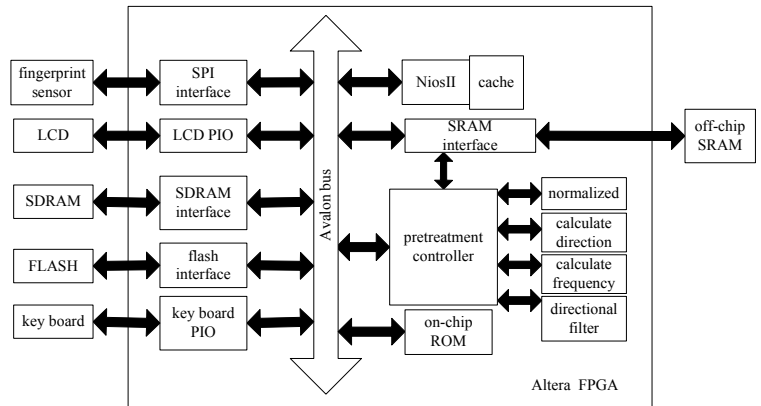 fingerprint
sensor
SPI
interface
NiosII
cache
LCD
LCD PIO
SRAM
interface
off-chip
SRAM
SDRAM
SDRAM
interface
Avalon bus
pretreatment
controller
normalized
calculate
direction
calculate
frequency
directional
filter
FLASH
flash
interface
key board
key board
PIO
on-chip
ROM
Altera FPGA